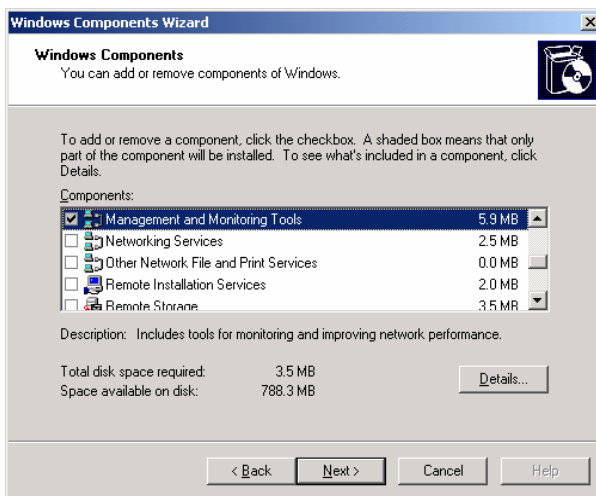 Windows Components Wizard
Windows Components
You can add or remove components of Windows.
To add or remove a component, click the checkbox. A shaded box means that only
part of the component will be installed. To see what's included in a component, click
Details.
Components:
Management and Monitoring Tools 5.9 MB
Networking Services 2.5 MB
Other Network File and Print Services 0.0 MB
Remote Installation Services 2.0 MB
Remote Storage 3.5 MB
Description: Includes tools for monitoring and improving network performance.
Total disk space required: 3.5 MB
Space available on disk: 788.3 MB
Details...
< Back Next > Cancel Help